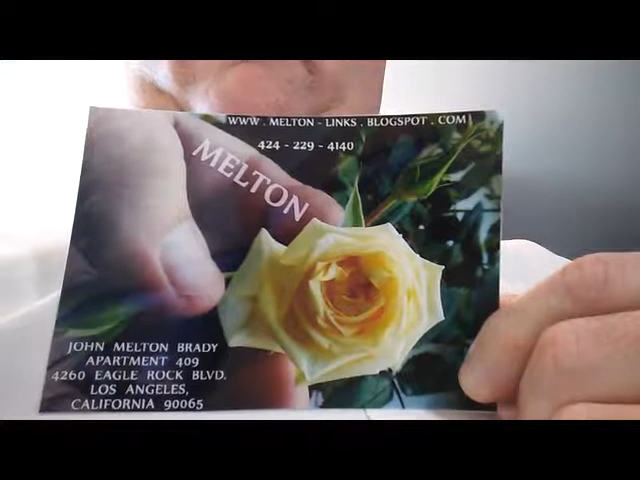 WWW . MELTON - LINKS . BLOGSPOT . COM
424 - 229 - 4140
MELTON
JOHN MELTON BRADY
APARTMENT 409
4260 EAGLE ROCK BLVD.
LOS ANGELES,
CALIFORNIA 90065